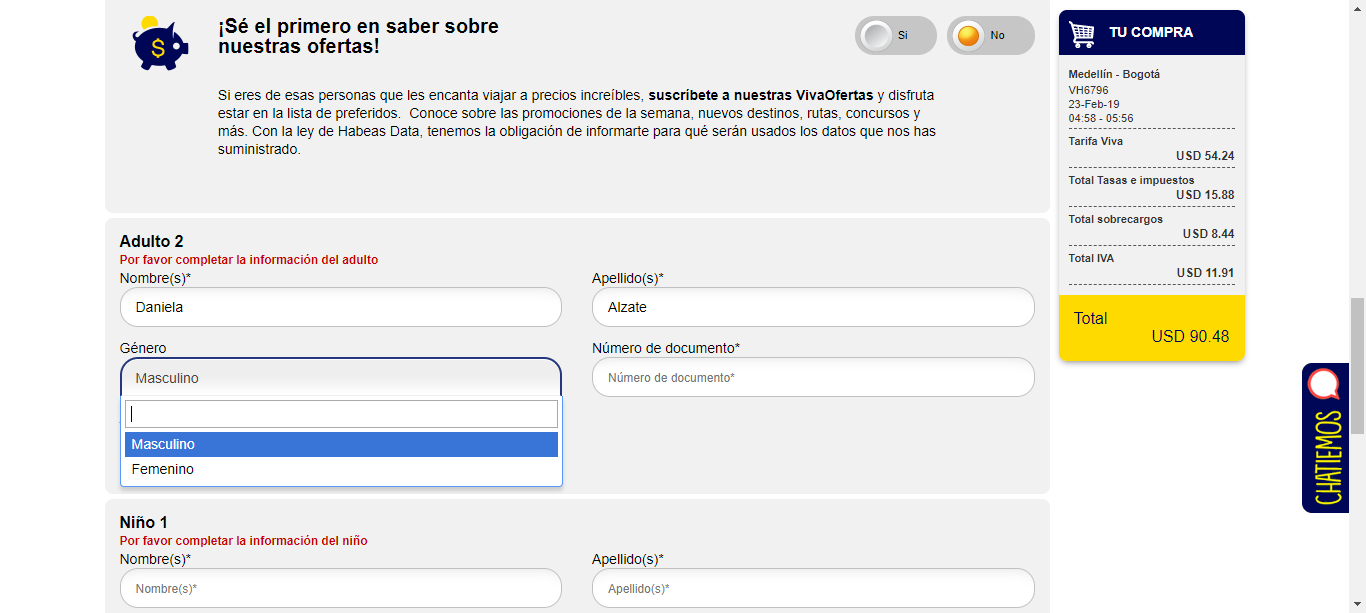 ¡Sé el primero en saber sobre
nuestras ofertas!
Si
No
Si eres de esas personas que les encanta viajar a precios increíbles, suscríbete a nuestras VivaOfertas y disfruta
estar en la lista de preferidos. Conoce sobre las promociones de la semana, nuevos destinos, rutas, concursos y
más. Con la ley de Habeas Data, tenemos la obligación de informarte para qué serán usados los datos que nos has
suministrado.
Adulto 2
Por favor completar la información del adulto
Nombre(s)*
Apellido(s)*
Daniela
Alzate
Género
Número de documento*
Masculino
Número de documento*
Masculino
Femenino
Niño 1
Por favor completar la información del niño
Nombre(s)*
Apellido(s)*
Nombre(s)*
Apellido(s)*
TU COMPRA
Medellín - Bogotá
VH6796
23-Feb-19
04:58 - 05:56
Tarifa Viva
USD 54.24
Total Tasas e impuestos
USD 15.88
Total sobrecargos
USD 8.44
Total IVA
USD 11.91
Total
USD 90.48
CHATIEMOS